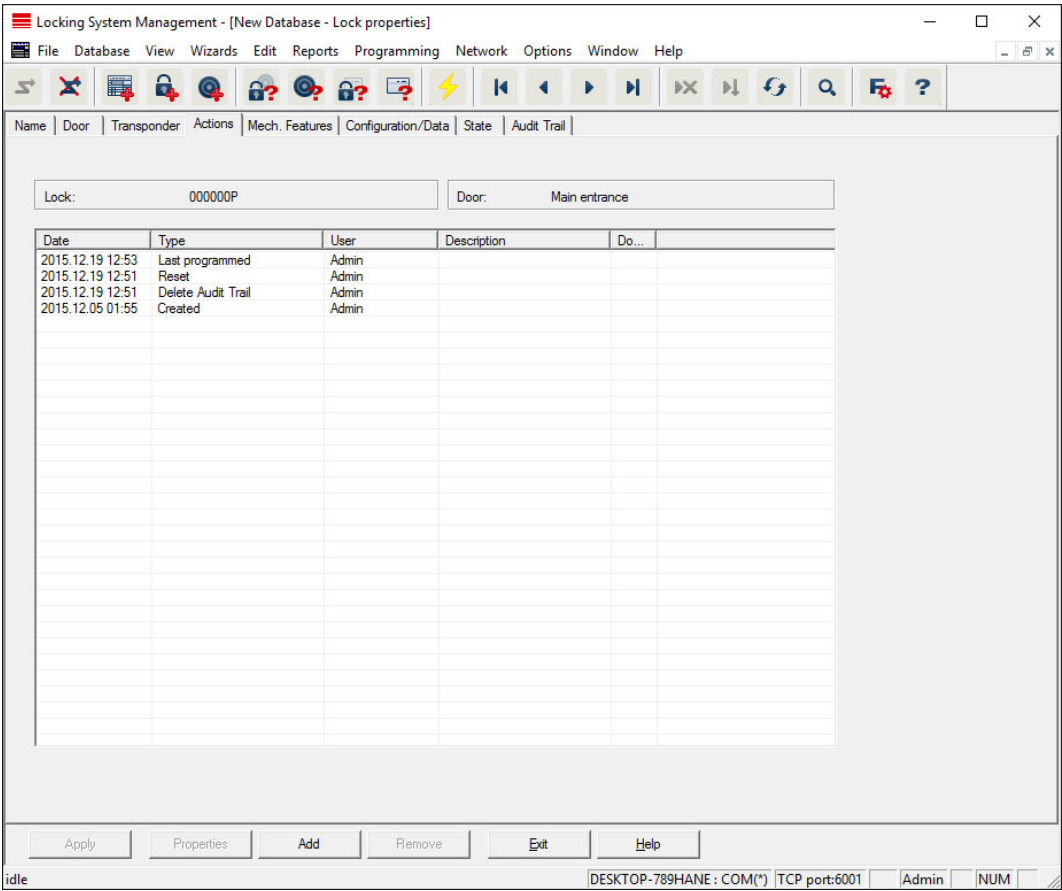 Locking System Management - [New Database - Lock properties]
File Database View Wizards Edit Reports Programming Network Options Window Help
Name Door Transponder Actions Mech. Features Configuration/Data State Audit Trail
Lock: 000000P Door: Main entrance
Date Type User Description Do...
2015.12.19 12:53 Last programmed Admin
2015.12.19 12:51 Reset Admin
2015.12.19 12:51 Delete Audit Trail Admin
2015.12.05 01:55 Created Admin
Apply Properties Add Remove Exit Help
idle DESKTOP-789HANE : COM(*) TCP port:6001 Admin NUM